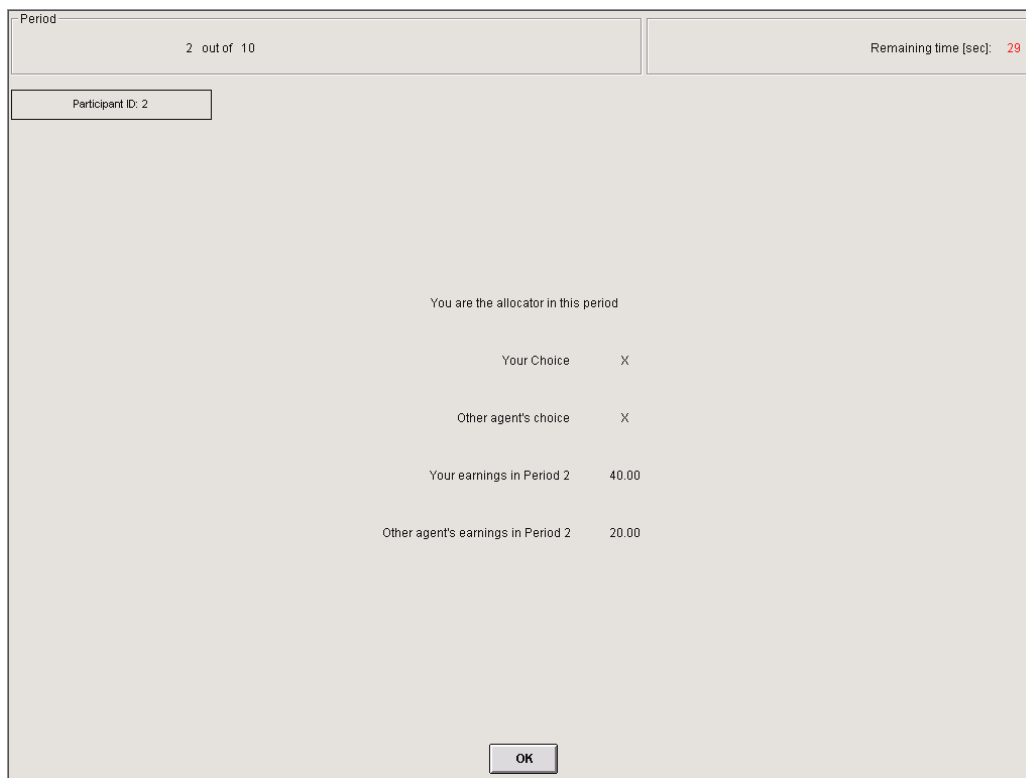 Period
2 out of 10
Remaining time [sec]: 29
Participant ID: 2
You are the allocator in this period
Your Choice X
Other agent's choice X
Your earnings in Period 2 40.00
Other agent's earnings in Period 2 20.00
OK